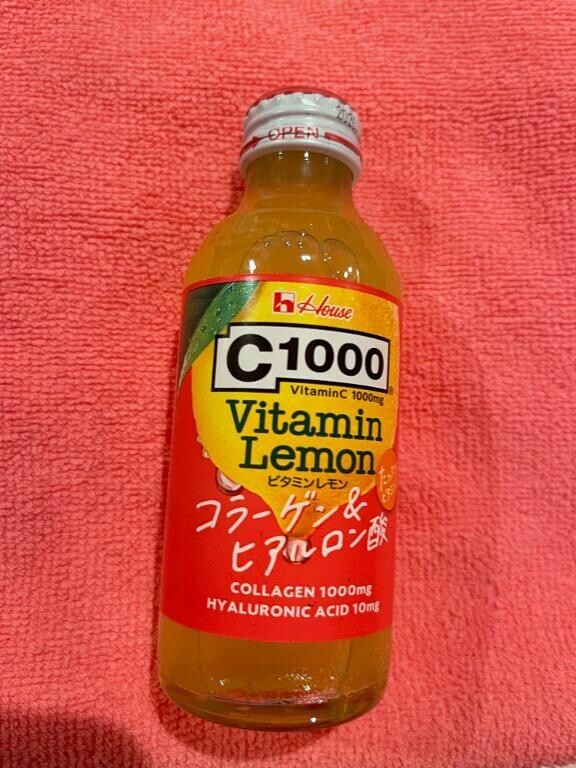 OPEN
House
C1000
VitaminC 1000mg
Vitamin
Lemon
ビタミンレモン
コラーゲン&
ヒアルロン酸
COLLAGEN 1000mg
HYALURONIC ACID 10mg